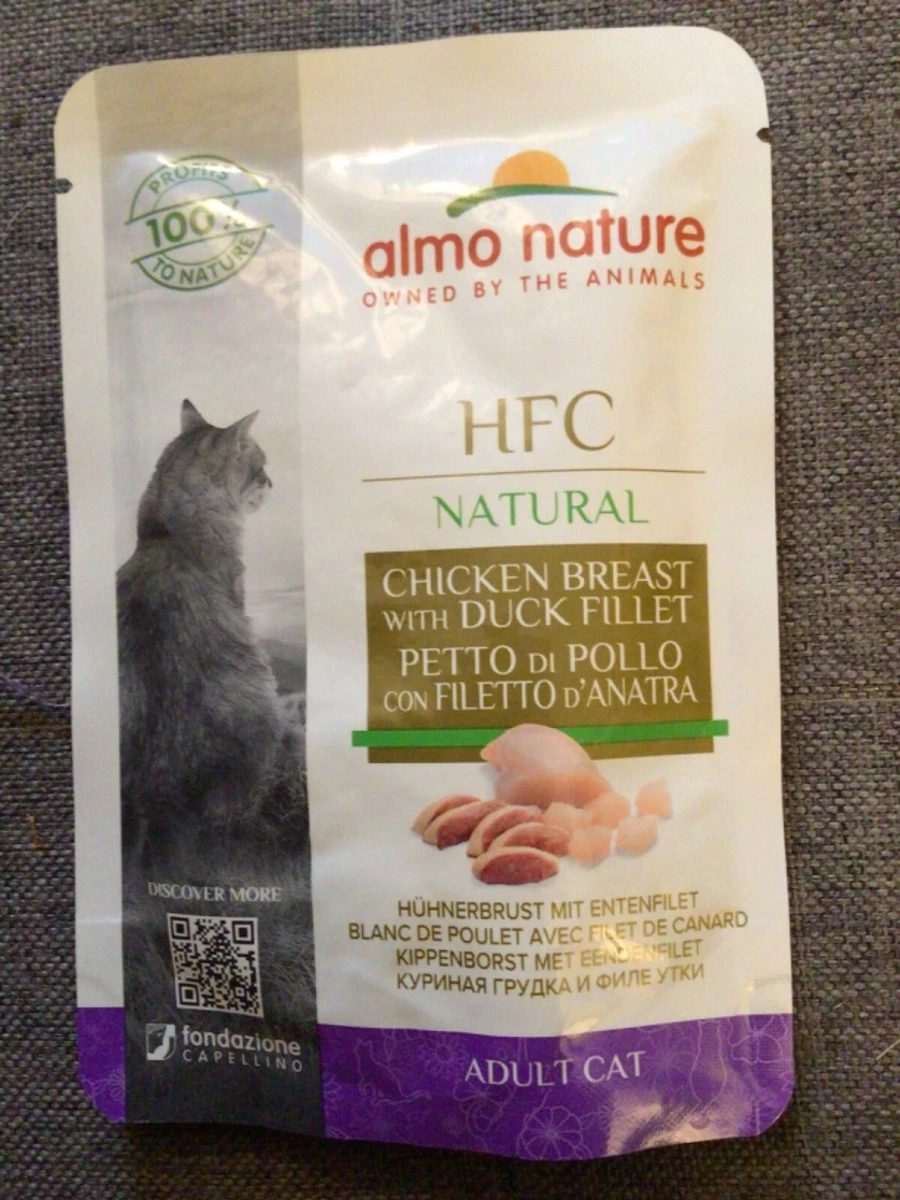 PROFITS
100%
TO NATURE
almo nature
OWNED BY THE ANIMALS
HFC
NATURAL
CHICKEN BREAST
WITH DUCK FILLET
PETTO DI POLLO
CON FILETTO D'ANATRA
HÜHNERBRUST MIT ENTENFILET
BLANC DE POULET AVEC FILET DE CANARD
KIPPENBORST MET EENDENFILET
КУРИНАЯ ГРУДКА И ФИЛЕ УТКИ
DISCOVER MORE
fondazione
CAPELLINO
ADULT CAT